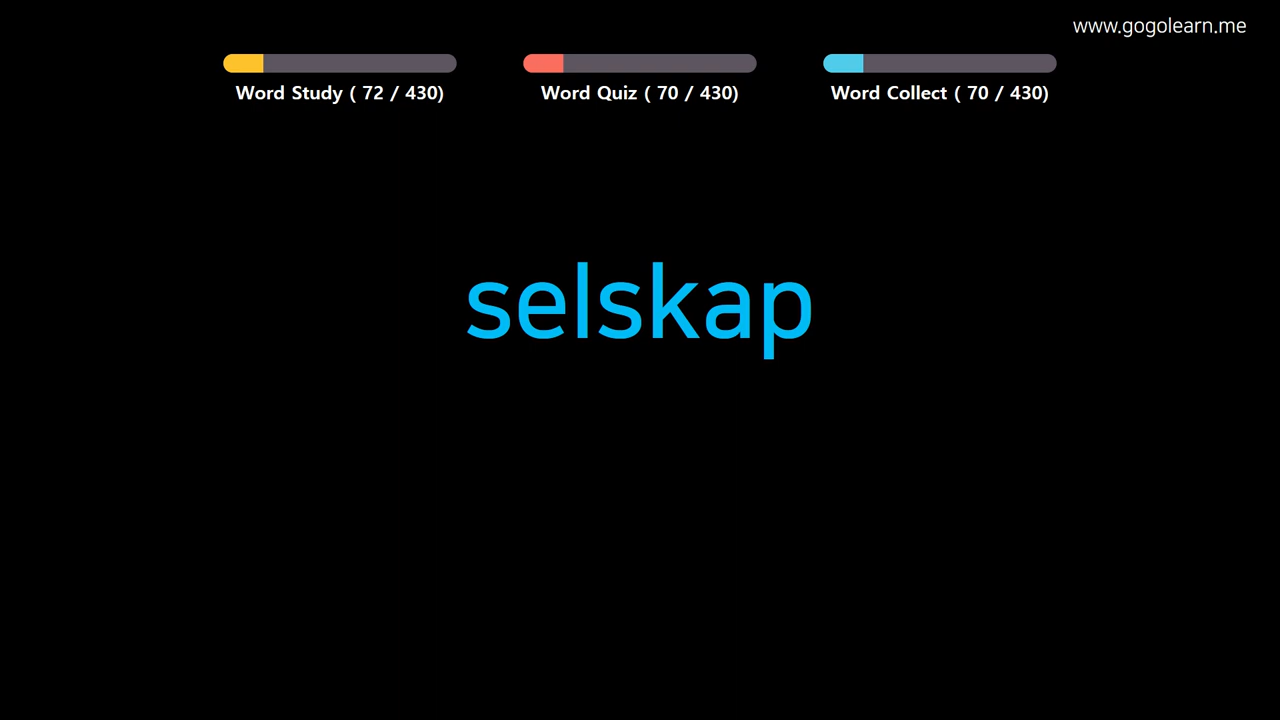 www.gogolearn.me
Word Study ( 72 / 430)
Word Quiz ( 70 / 430)
Word Collect ( 70 / 430)
selskap